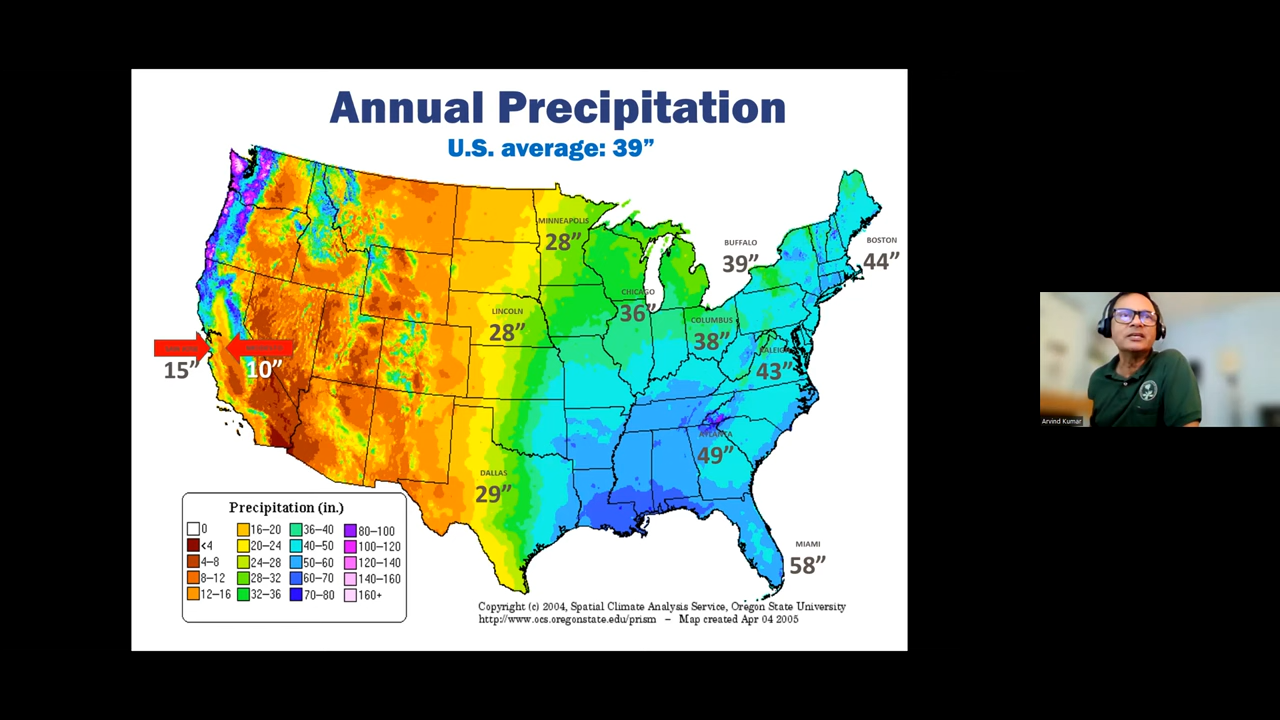 Annual Precipitation
U.S. average: 39”
MINNEAPOLIS
28”
BUFFALO
39”
BOSTON
44”
CHICAGO
36”
LINCOLN
28”
COLUMBUS
38”
15”
10”
43”
ATLANTA
49”
DALLAS
29”
MIAMI
58”
Precipitation (in.)
0
<4
4–8
8–12
12–16
16–20
20–24
24–28
28–32
32–36
36–40
40–50
50–60
60–70
70–80
80–100
100–120
120–140
140–160
160+
Copyright (c) 2004, Spatial Climate Analysis Service, Oregon State University
http://www.ocs.oregonstate.edu/prism – Map created Apr 04 2005
Arvind Kumar